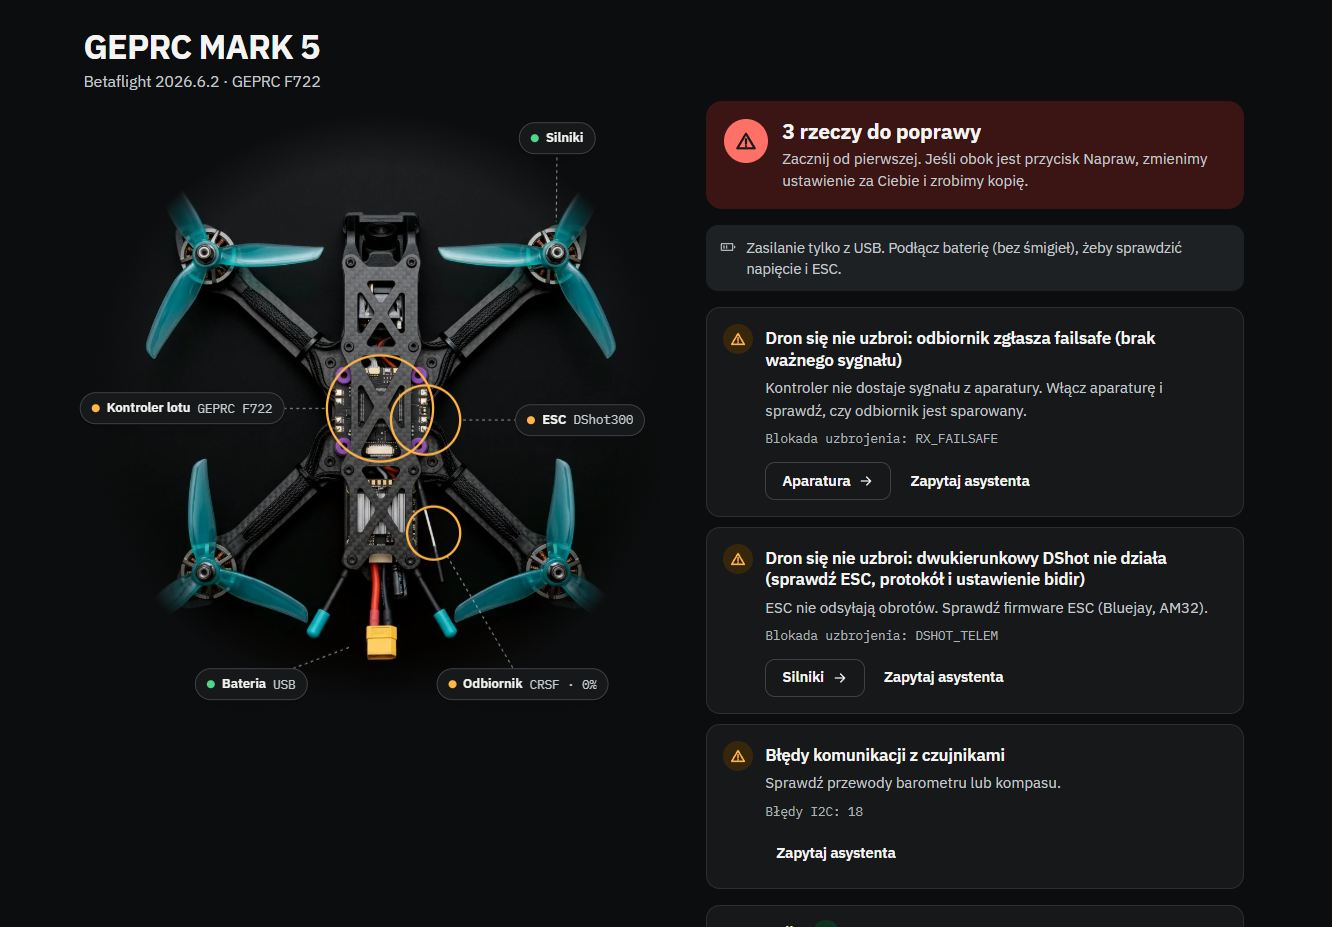 GEPRC MARK 5
Betaflight 2026.6.2 · GEPRC F722
Silniki
Kontroler lotu GEPRC F722
ESC DShot300
Bateria USB
Odbiornik CRSF · 0%
3 rzeczy do poprawy
Zacznij od pierwszej. Jeśli obok jest przycisk Napraw, zmienimy
ustawienie za Ciebie i zrobimy kopię.
Zasilanie tylko z USB. Podłącz baterię (bez śmigieł), żeby sprawdzić
napięcie i ESC.
Dron się nie uzbroi: odbiornik zgłasza failsafe (brak
ważnego sygnału)
Kontroler nie dostaje sygnału z aparatury. Włącz aparaturę i
sprawdź, czy odbiornik jest sparowany.
Blokada uzbrojenia: RX_FAILSAFE
Aparatura → Zapytaj asystenta
Dron się nie uzbroi: dwukierunkowy DShot nie działa
(sprawdź ESC, protokół i ustawienie bidir)
ESC nie odsyłają obrotów. Sprawdź firmware ESC (Bluejay, AM32).
Blokada uzbrojenia: DSHOT_TELEM
Silniki → Zapytaj asystenta
Błędy komunikacji z czujnikami
Sprawdź przewody barometru lub kompasu.
Błędy I2C: 18
Zapytaj asystenta